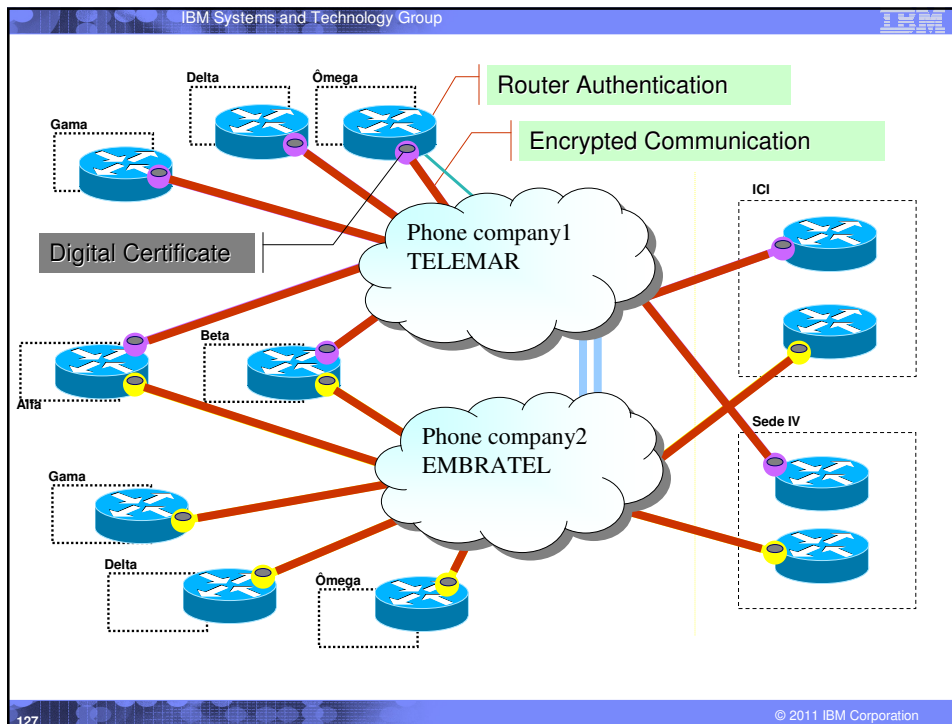 IBM Systems and Technology Group
IBM
Delta
Ômega
Router Authentication
Gama
Encrypted Communication
ICI
Phone company1
TELEMAR
Digital Certificate
Beta
Alfa
Phone company2
EMBRATEL
Sede IV
Gama
Delta
Ômega
127
© 2011 IBM Corporation